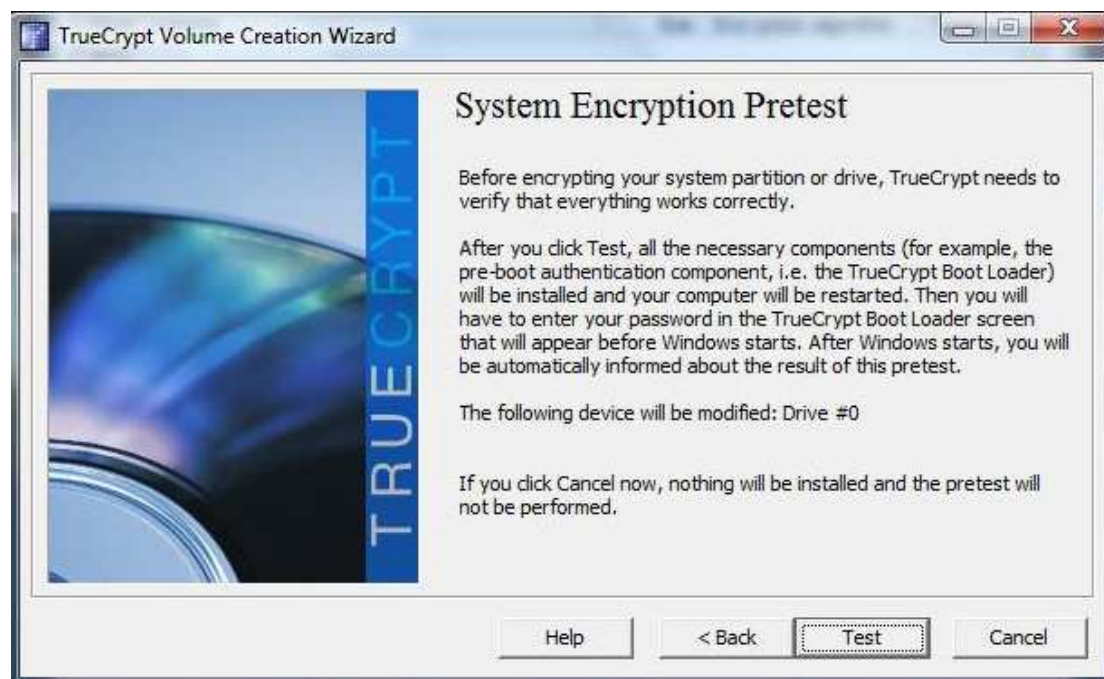 TrueCrypt Volume Creation Wizard
TRUECRYPT
System Encryption Pretest
Before encrypting your system partition or drive, TrueCrypt needs to
verify that everything works correctly.
After you click Test, all the necessary components (for example, the
pre-boot authentication component, i.e. the TrueCrypt Boot Loader)
will be installed and your computer will be restarted. Then you will
have to enter your password in the TrueCrypt Boot Loader screen
that will appear before Windows starts. After Windows starts, you will
be automatically informed about the result of this pretest.
The following device will be modified: Drive #0
If you click Cancel now, nothing will be installed and the pretest will
not be performed.
Help
< Back
Test
Cancel